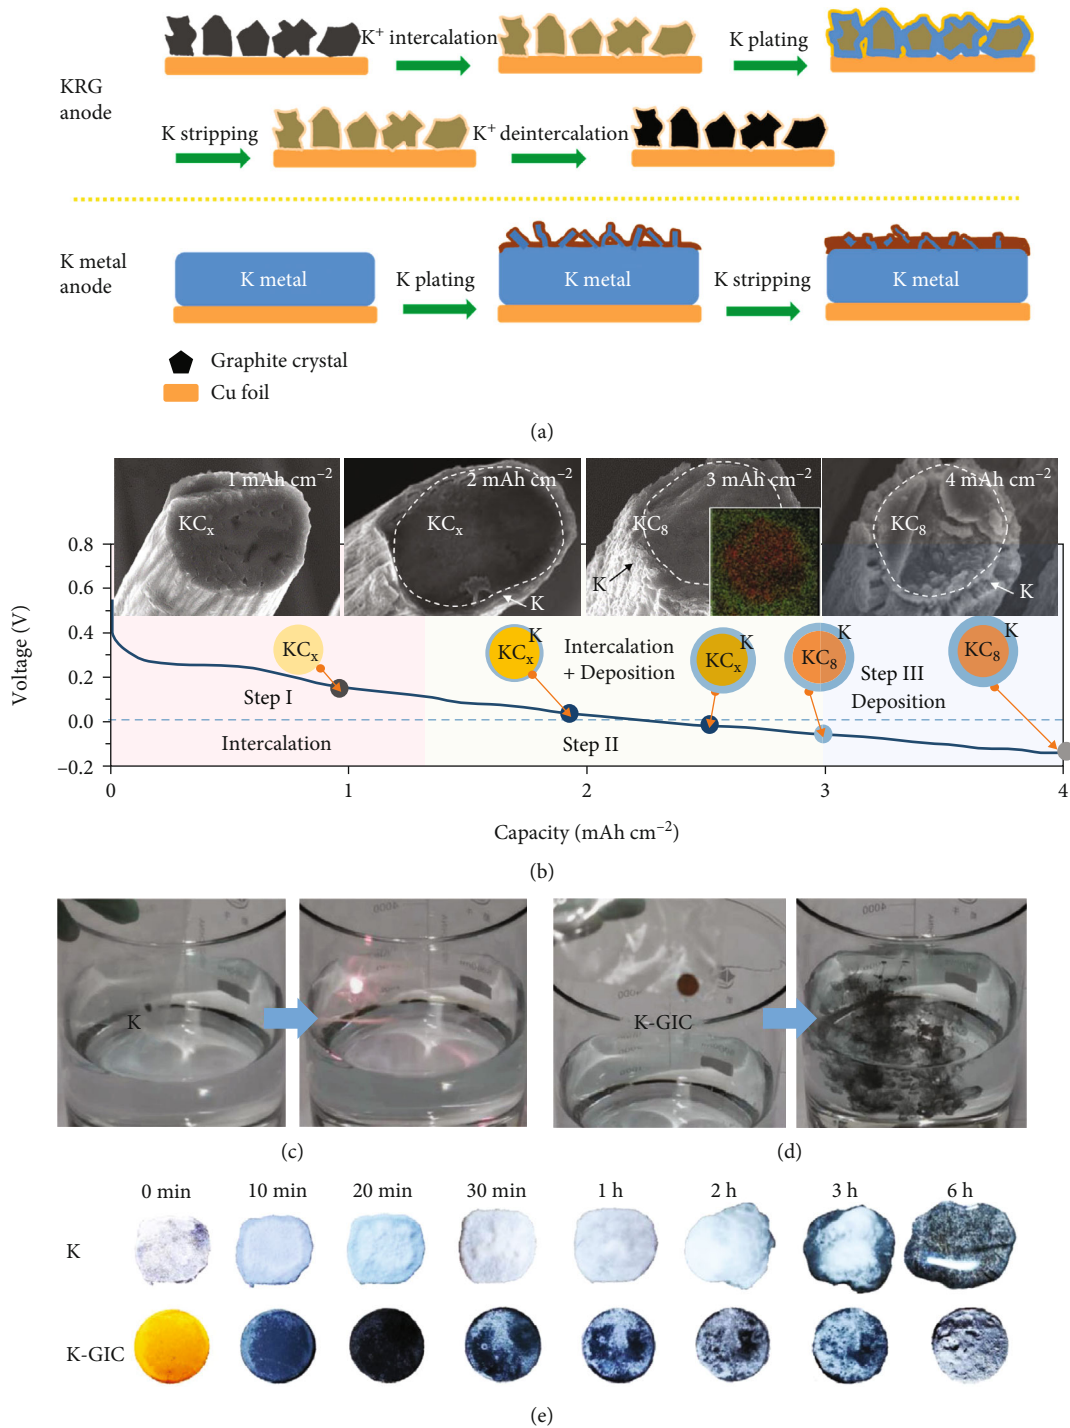 K⁺ intercalation
K plating
KRG
anode
K stripping
K⁺ deintercalation
K metal
anode
K metal
K plating
K metal
K stripping
K metal
Graphite crystal
Cu foil
(a)
1 mAh cm⁻²
2 mAh cm⁻²
3 mAh cm⁻²
4 mAh cm⁻²
KCₓ
KCₓ
KC₈
KC₈
K
K
K
Voltage (V)
0.8
0.6
0.4
0.2
0.0
−0.2
KCₓ
Step I
Intercalation
K
KCₓ
Intercalation
+ Deposition
Step II
K
KCₓ
K
KC₈
Step III
Deposition
K
KC₈
0
1
2
3
4
Capacity (mAh cm⁻²)
(b)
4000
4000
K
K-GIC
(c)
(d)
0 min
10 min
20 min
30 min
1 h
2 h
3 h
6 h
K
K-GIC
(e)